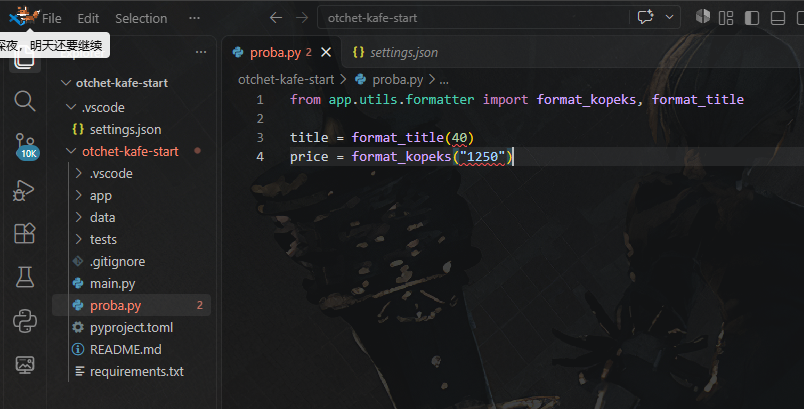 File Edit Selection ···
otchet-kafe-start
深夜，明天还要继续
···
otchet-kafe-start
.vscode
{} settings.json
10K
otchet-kafe-start
.vscode
app
data
tests
.gitignore
main.py
proba.py 2
pyproject.toml
README.md
requirements.txt
proba.py 2
{} settings.json
otchet-kafe-start > proba.py > ...
1 from app.utils.formatter import format_kopeks, format_title
2
3 title = format_title(40)
4 price = format_kopeks("1250")